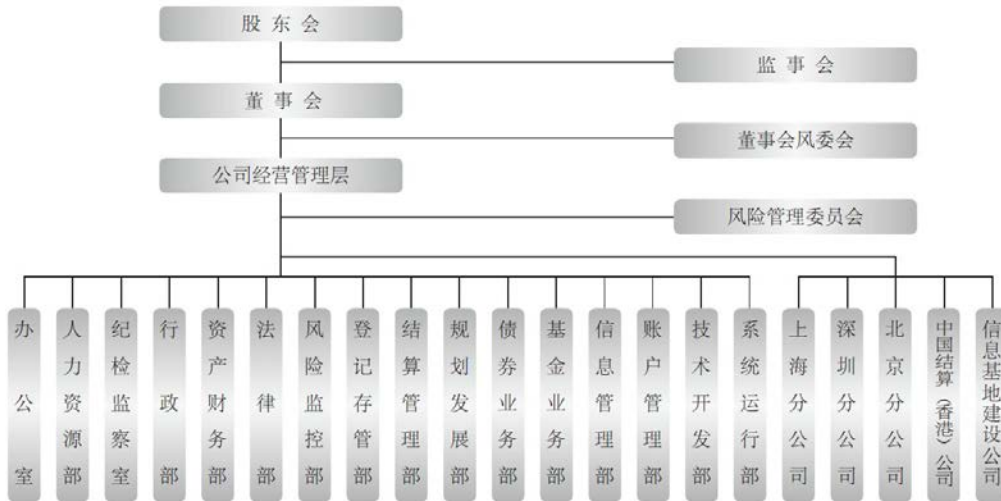 股东会
监事会
董事会
董事会风委会
公司经营管理层
风险管理委员会
办公室
人力资源部
纪检监察室
行政部
资产财务部
法律部
风险监控部
登记存管部
结算管理部
规划发展部
债券业务部
基金业务部
信息管理部
账户管理部
技术开发部
系统运行部
上海分公司
深圳分公司
北京分公司
中国结算（香港）公司
信息基地建设公司